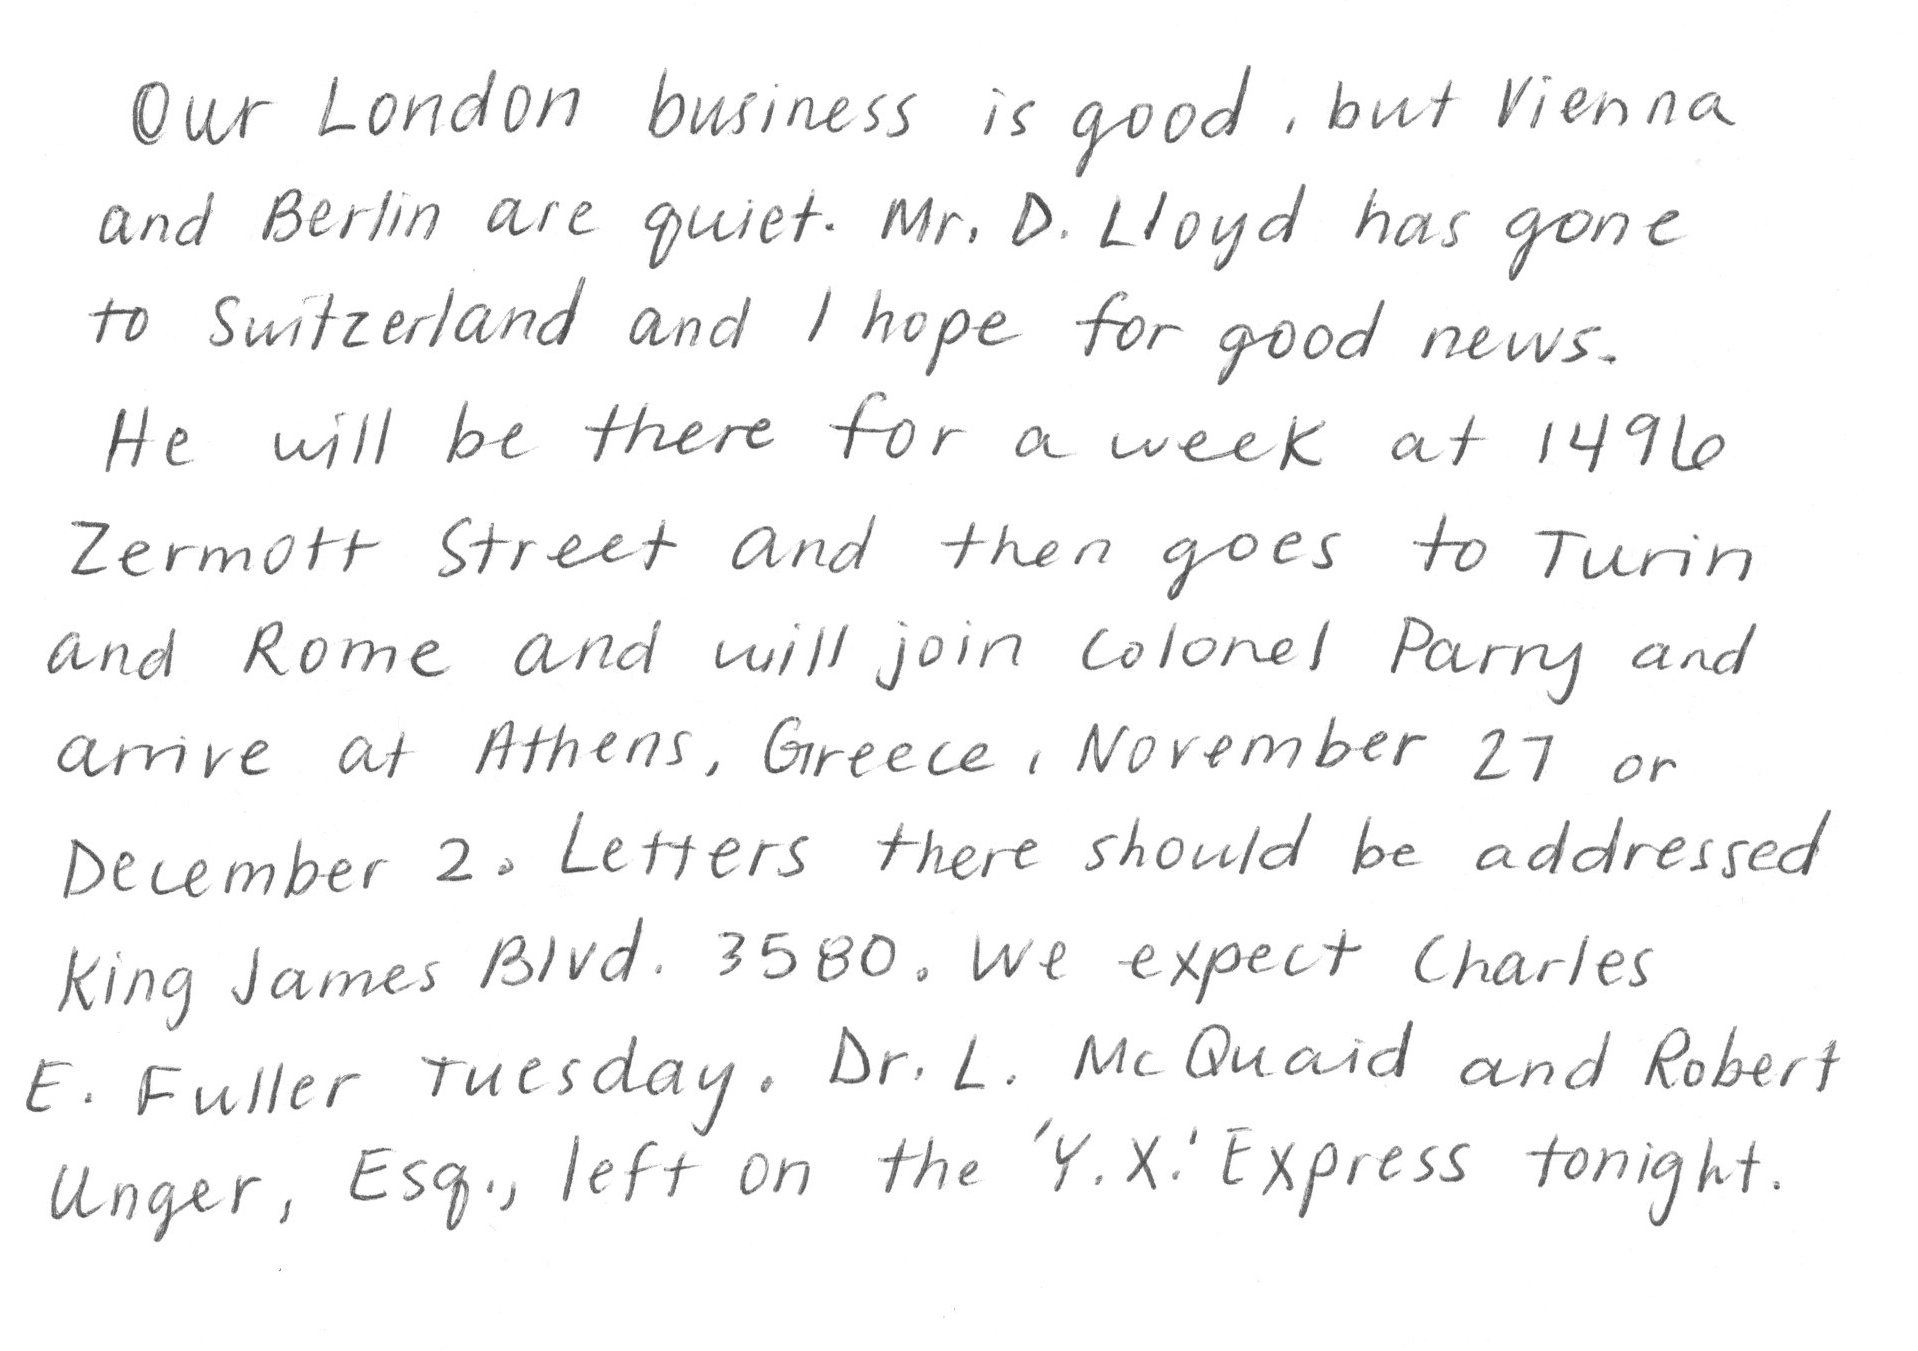 Our London business is good, but Vienna
and Berlin are quiet. Mr. D. Lloyd has gone
to Switzerland and I hope for good news.
He will be there for a week at 1496
Zermott Street and then goes to Turin
and Rome and will join Colonel Parry and
arrive at Athens, Greece, November 27 or
December 2. Letters there should be addressed
King James Blvd. 3580. We expect Charles
E. Fuller Tuesday. Dr. L. McQuaid and Robert
Unger, Esq., left on the 'Y.X.' Express tonight.